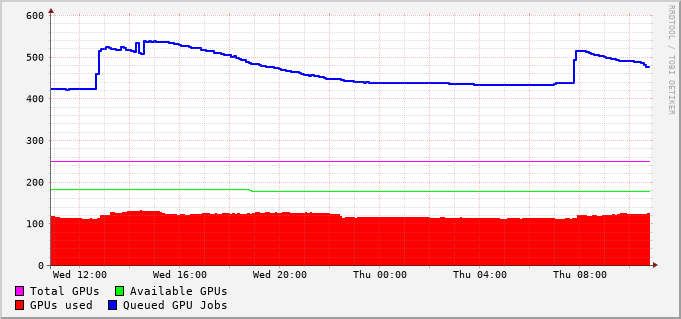 RRDTOOL / TOBI OETIKER
600
500
400
300
200
100
0
Wed 12:00 Wed 16:00 Wed 20:00 Thu 00:00 Thu 04:00 Thu 08:00
Total GPUs Available GPUs
GPUs used Queued GPU Jobs